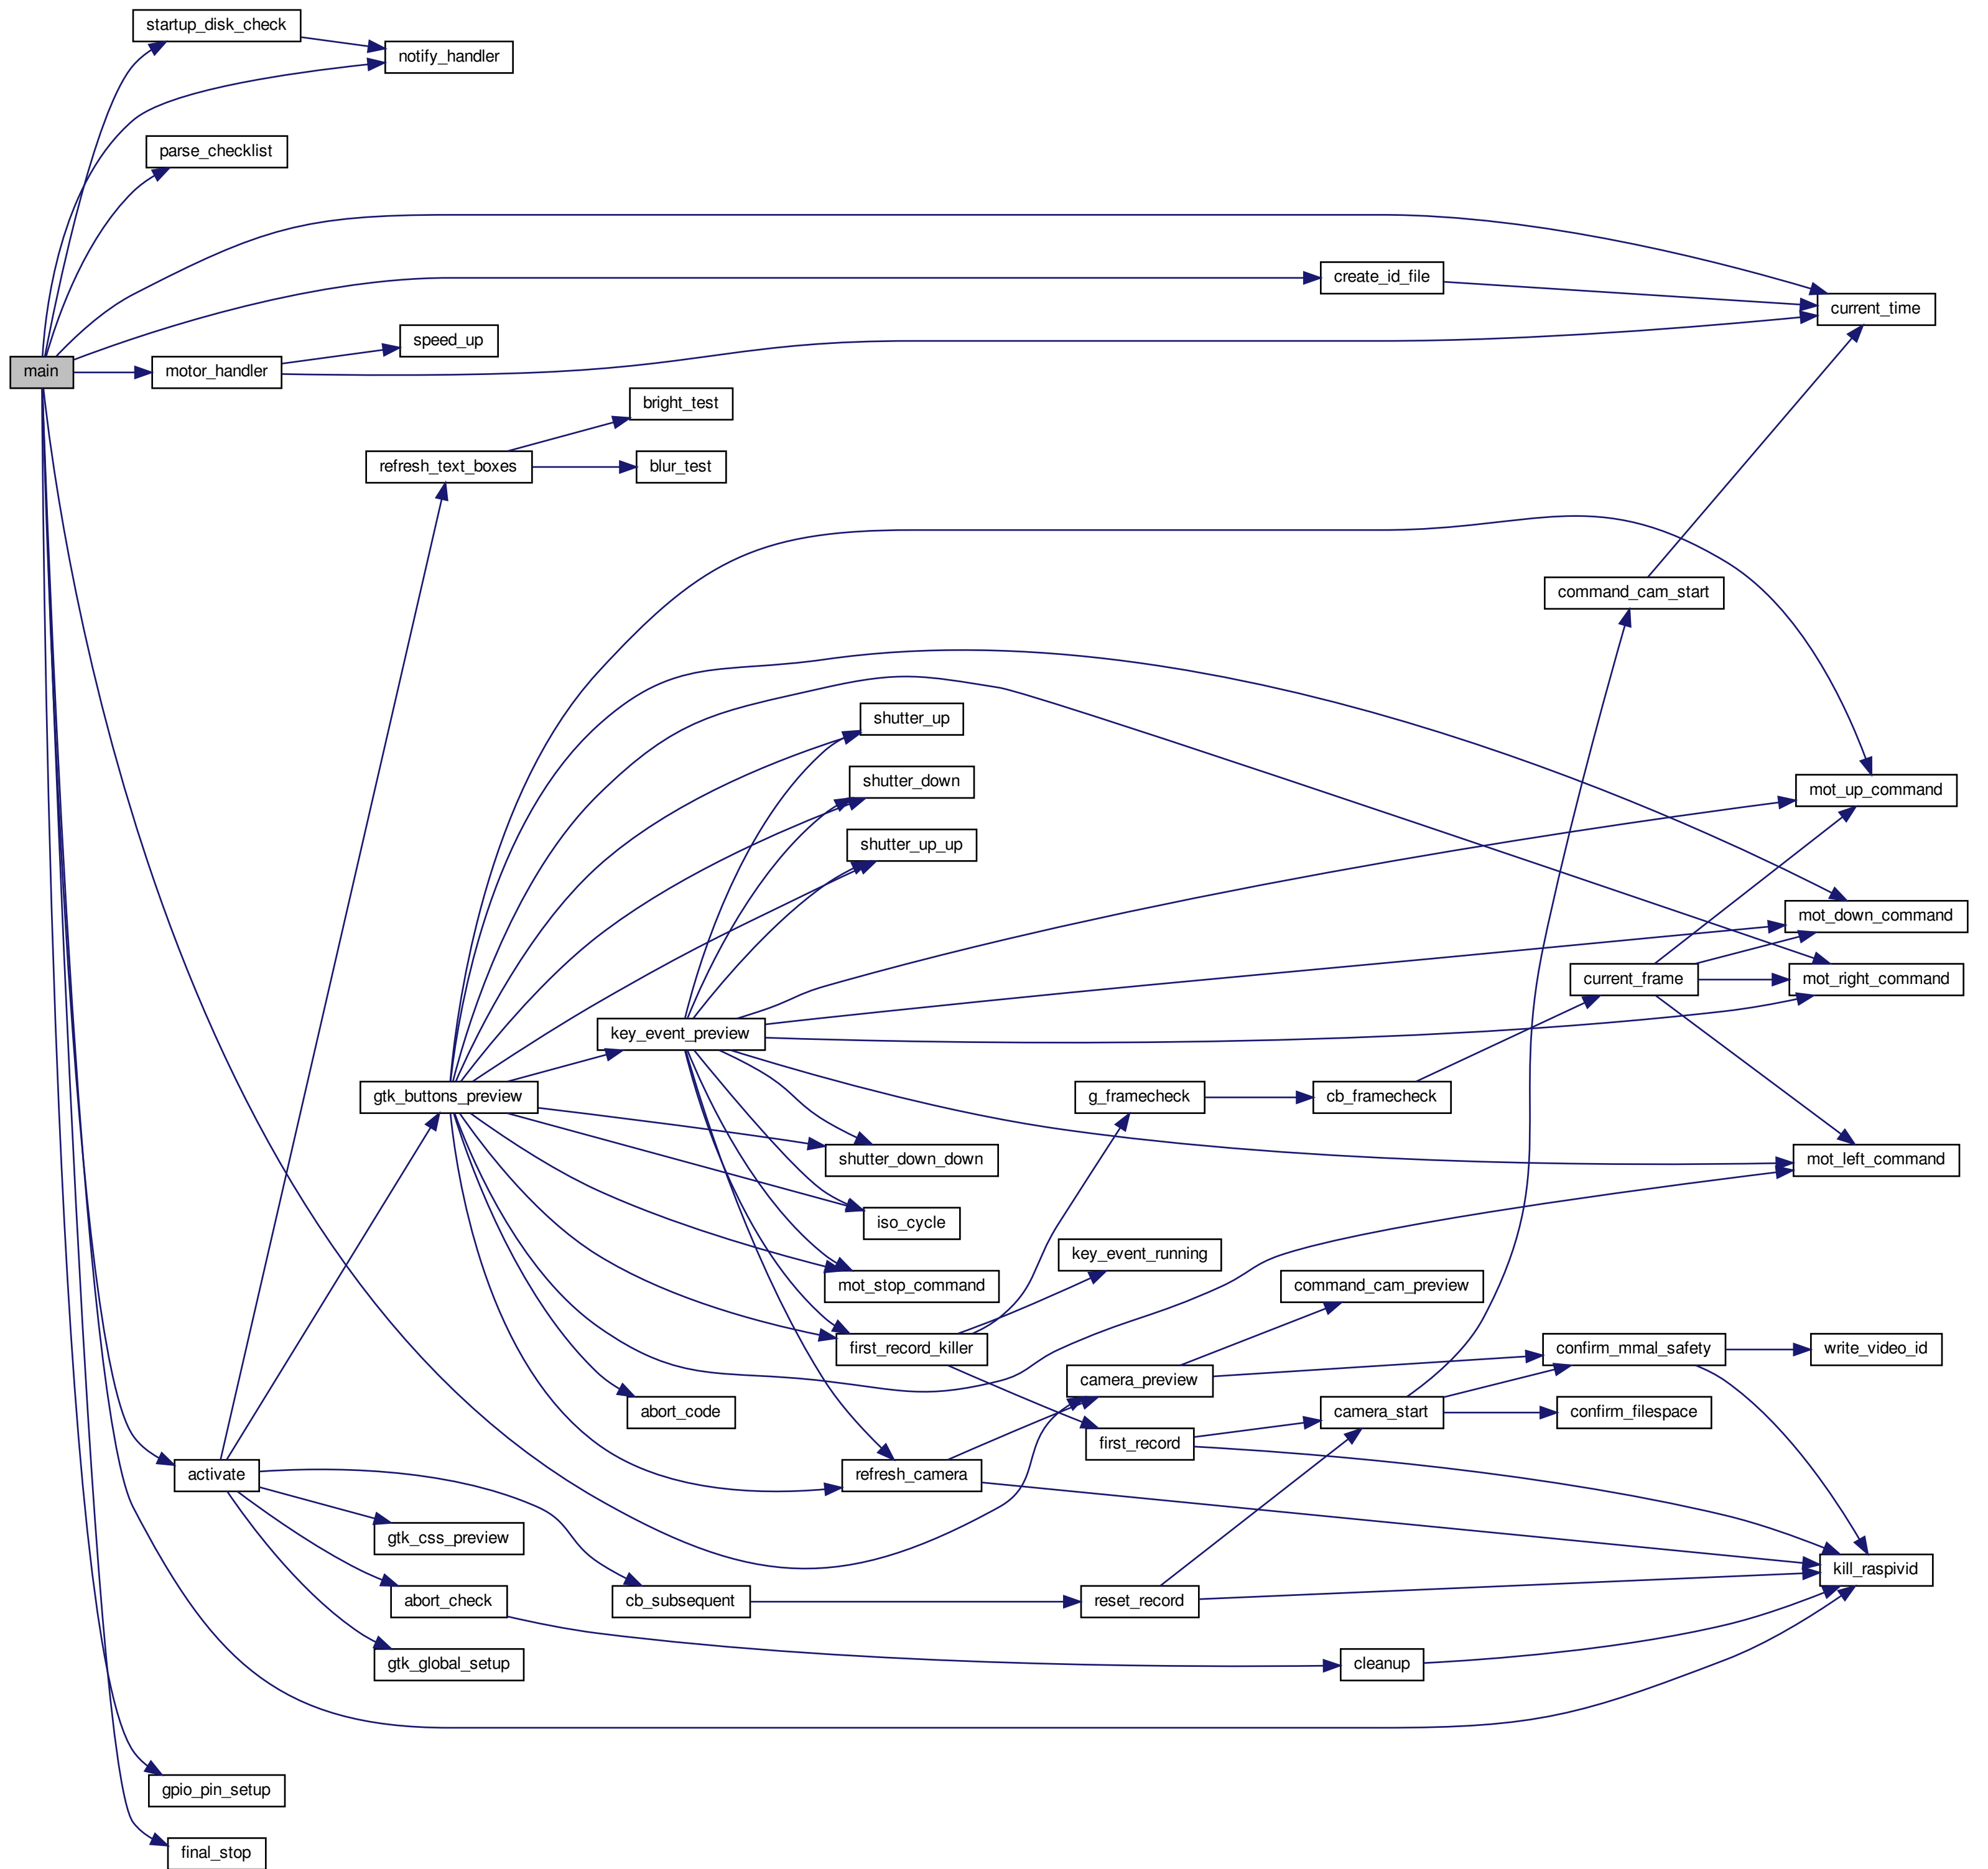 startup_disk_check
notify_handler
parse_checklist
create_id_file
current_time
speed_up
main
motor_handler
bright_test
refresh_text_boxes
blur_test
command_cam_start
shutter_up
shutter_down
mot_up_command
shutter_up_up
mot_down_command
current_frame
mot_right_command
key_event_preview
gtk_buttons_preview
g_framecheck
cb_framecheck
shutter_down_down
mot_left_command
iso_cycle
key_event_running
mot_stop_command
command_cam_preview
first_record_killer
confirm_mmal_safety
write_video_id
camera_preview
abort_code
camera_start
confirm_filespace
first_record
activate
refresh_camera
gtk_css_preview
kill_raspivid
abort_check
cb_subsequent
reset_record
gtk_global_setup
cleanup
gpio_pin_setup
final_stop